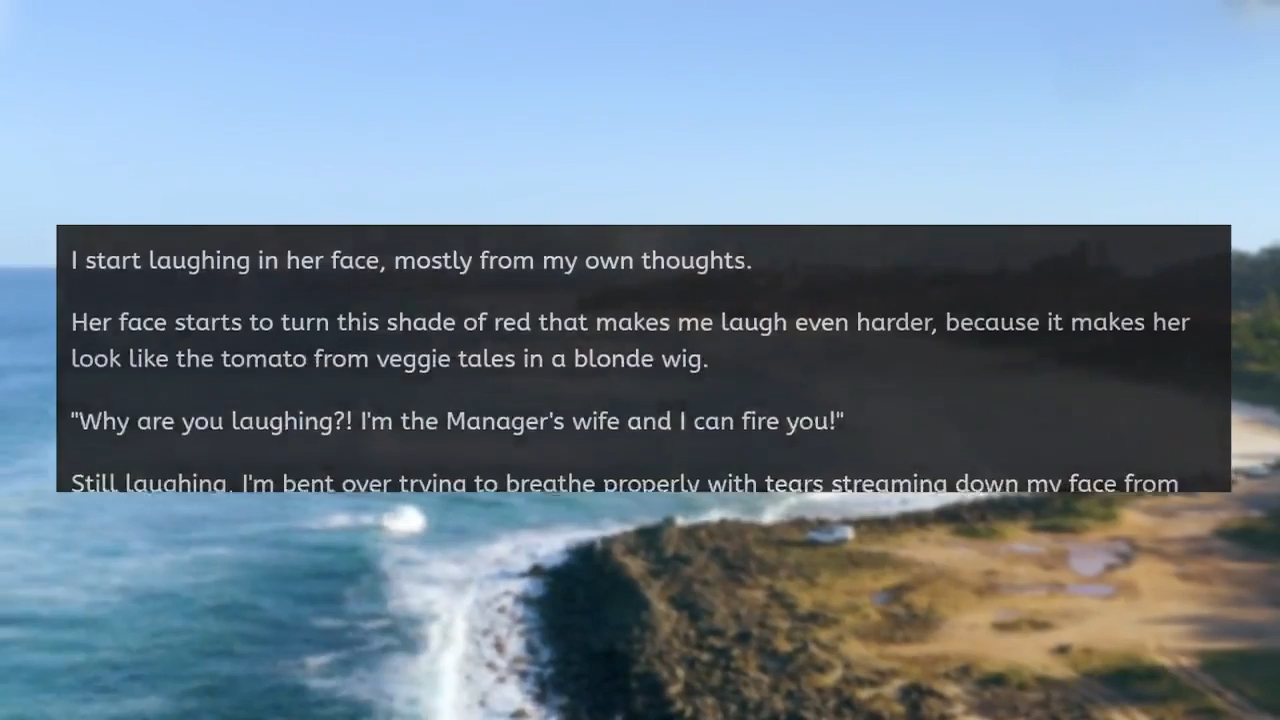 I start laughing in her face, mostly from my own thoughts.
Her face starts to turn this shade of red that makes me laugh even harder, because it makes her
look like the tomato from veggie tales in a blonde wig.
"Why are you laughing?! I'm the Manager's wife and I can fire you!"
Still laughing, I'm bent over trying to breathe properly with tears streaming down my face from